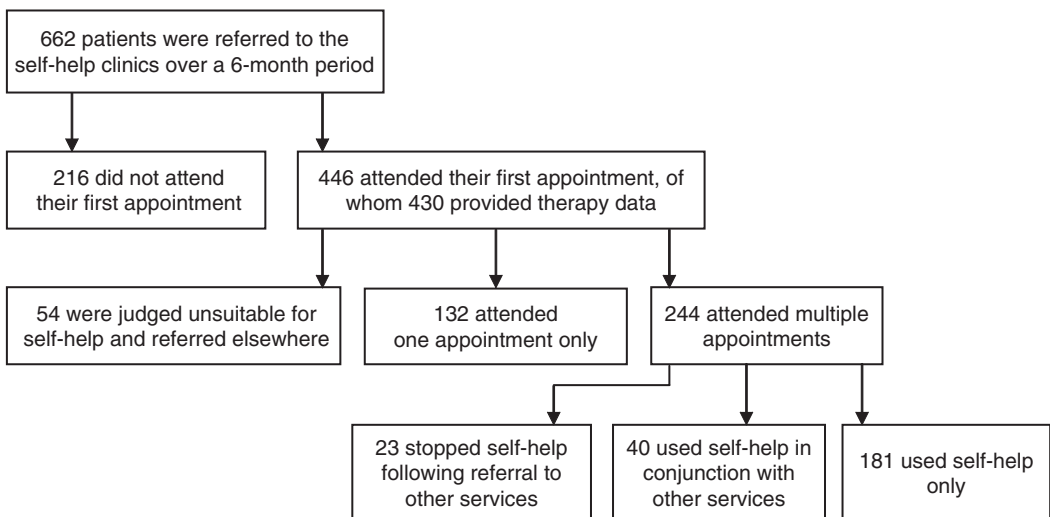 662 patients were referred to the
self-help clinics over a 6-month period
216 did not attend
their first appointment
446 attended their first appointment, of
whom 430 provided therapy data
54 were judged unsuitable for
self-help and referred elsewhere
132 attended
one appointment only
244 attended multiple
appointments
23 stopped self-help
following referral to
other services
40 used self-help in
conjunction with
other services
181 used self-help
only